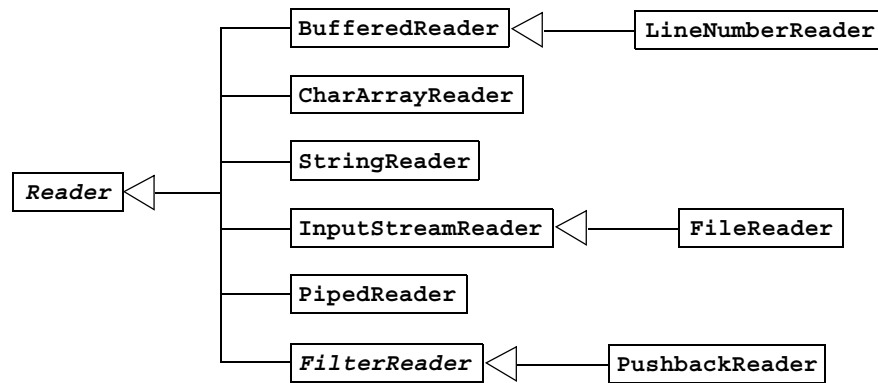 BufferedReader
LineNumberReader
CharArrayReader
StringReader
Reader
InputStreamReader
FileReader
PipedReader
FilterReader
PushbackReader